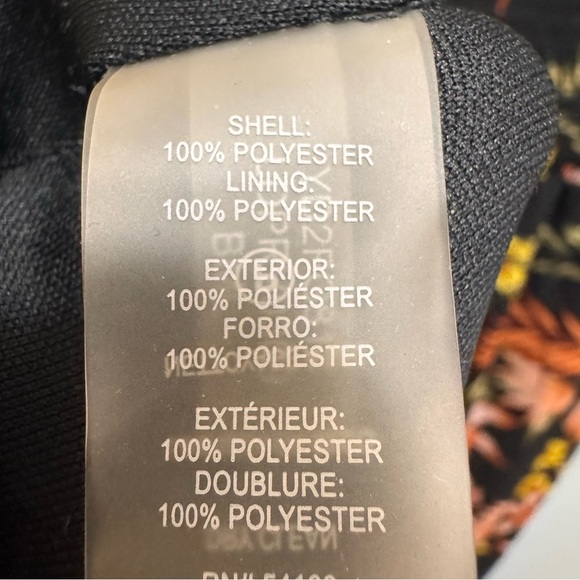 SHELL:
100% POLYESTER
LINING:
100% POLYESTER
EXTERIOR:
100% POLIÉSTER
FORRO:
100% POLIÉSTER
EXTÉRIEUR:
100% POLYESTER
DOUBLURE:
100% POLYESTER